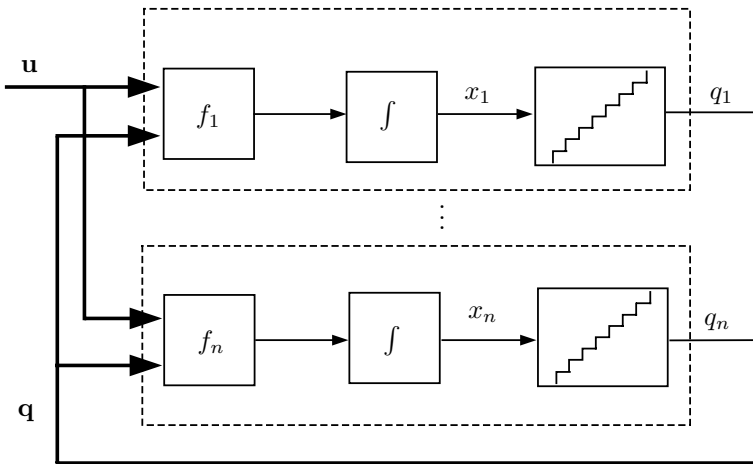 u
f₁
∫
x₁
q₁
⋮
fₙ
∫
xₙ
qₙ
q